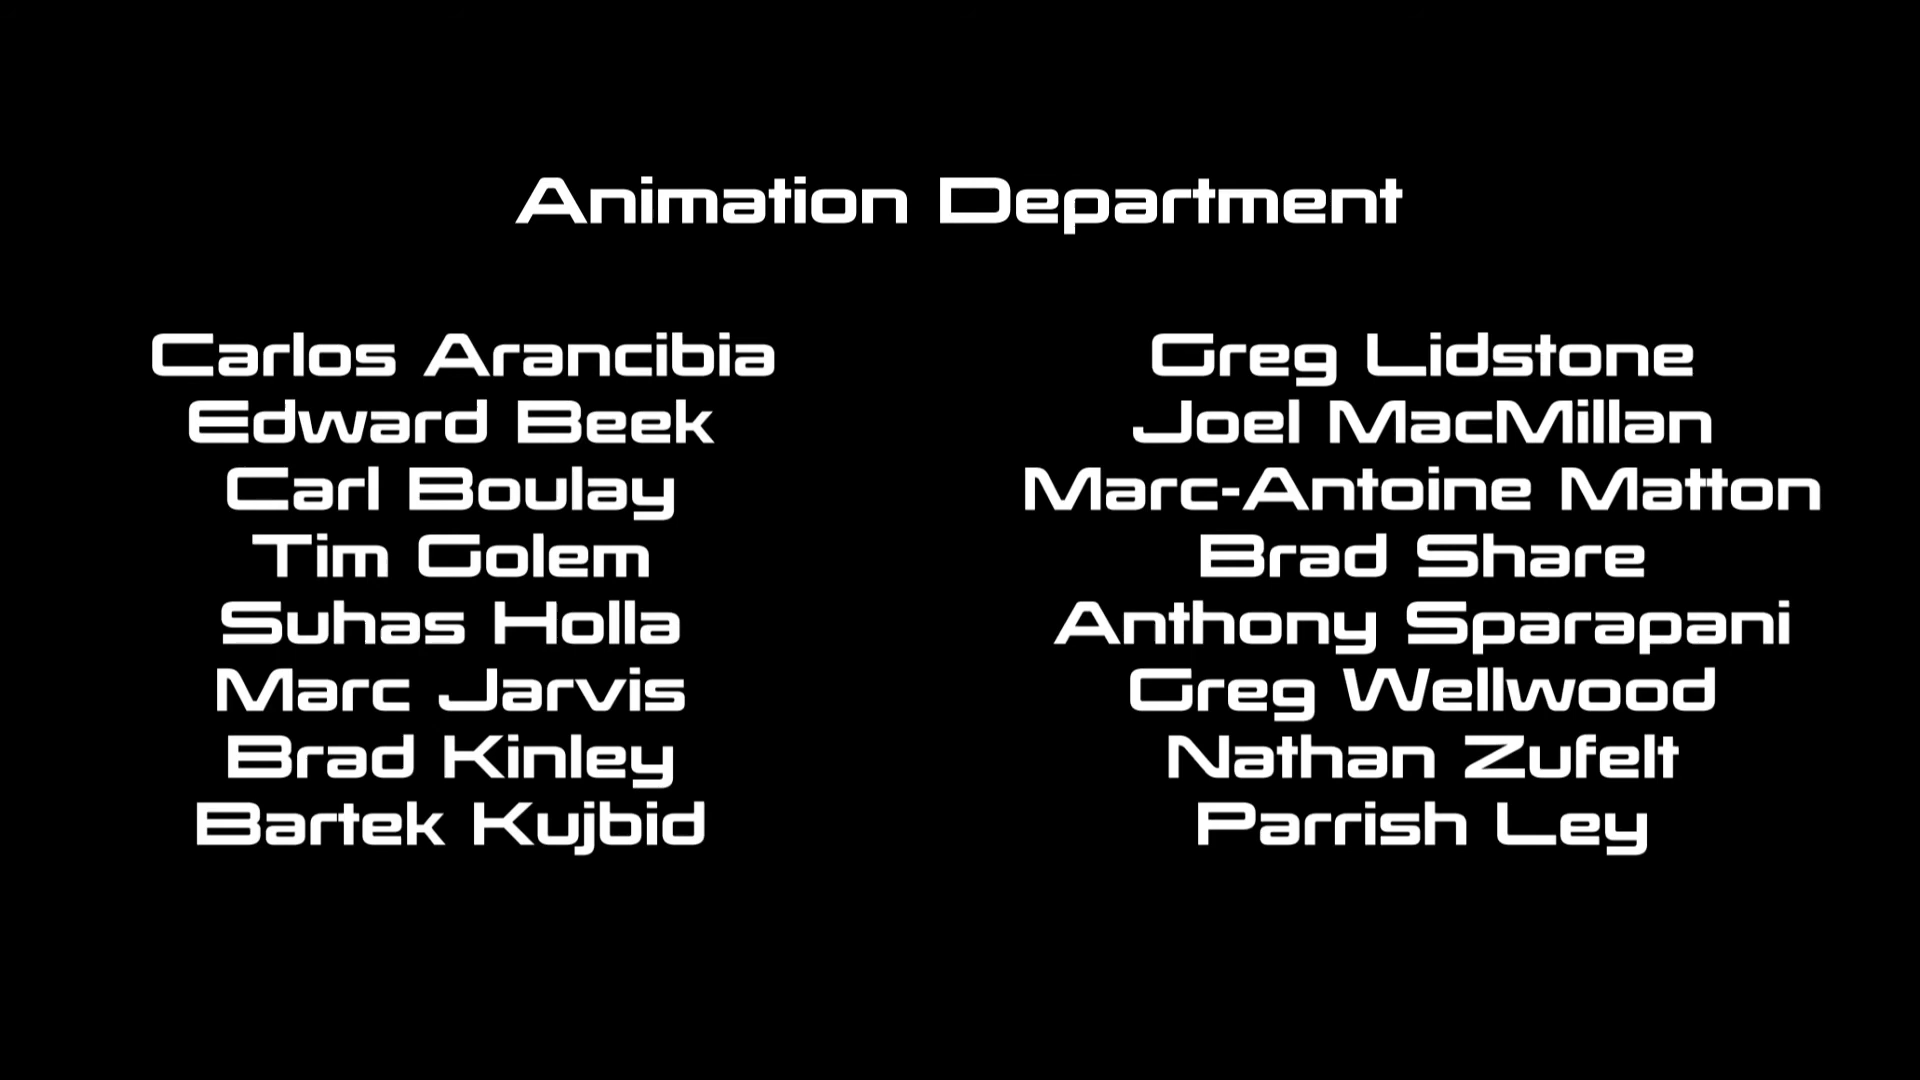 Animation Department
Carlos Arancibia
Edward Beek
Carl Boulay
Tim Golem
Suhas Holla
Marc Jarvis
Brad Kinley
Bartek Kujbid
Greg Lidstone
Joel MacMillan
Marc-Antoine Matton
Brad Share
Anthony Sparapani
Greg Wellwood
Nathan Zufelt
Parrish Ley